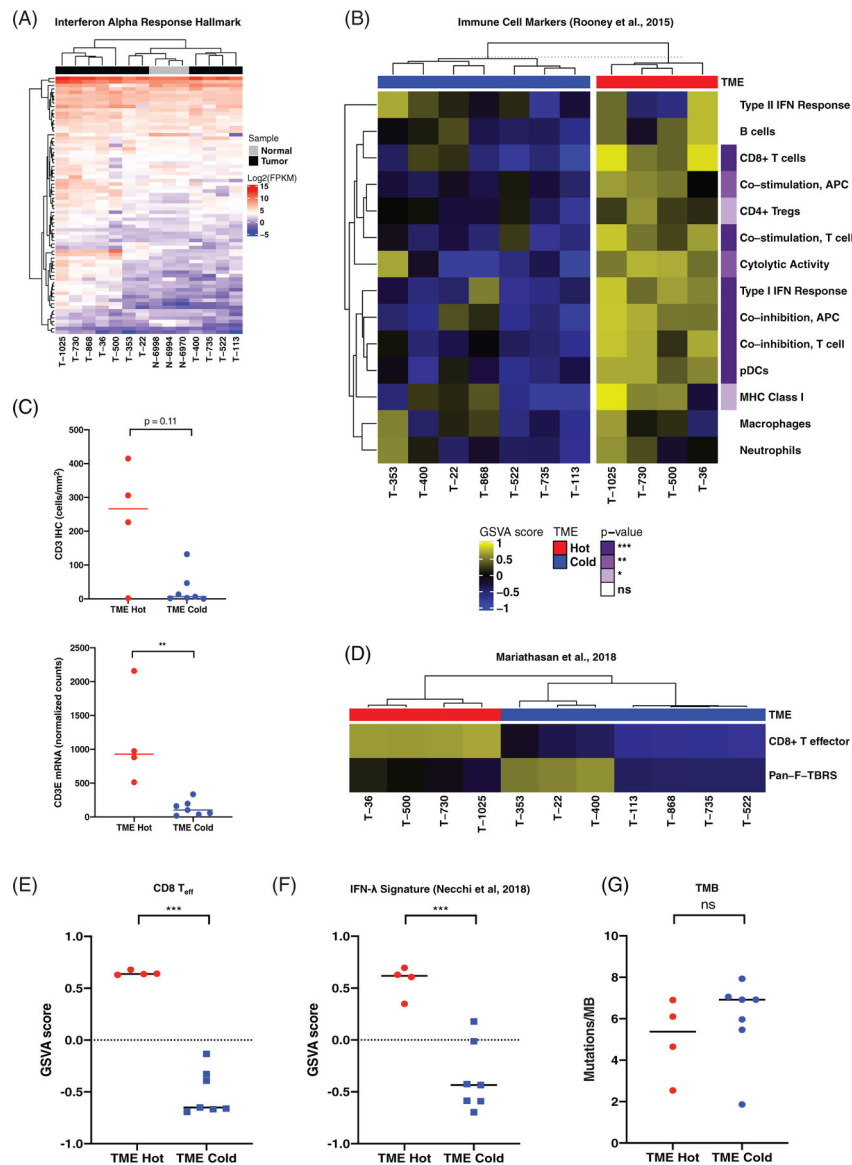 (A)
Interferon Alpha Response Hallmark
Sample
Normal
Tumor
Log2(FPKM)
15
10
5
0
−5
T−1025
T−730
T−868
T−36
T−500
T−353
T−22
N−6998
N−6994
N−6970
T−400
T−735
T−522
T−113
(B)
Immune Cell Markers (Rooney et al., 2015)
TME
Type II IFN Response
B cells
CD8+ T cells
Co−stimulation, APC
CD4+ Tregs
Co−stimulation, T cell
Cytolytic Activity
Type I IFN Response
Co−inhibition, APC
Co−inhibition, T cell
pDCs
MHC Class I
Macrophages
Neutrophils
T−353
T−400
T−22
T−868
T−522
T−735
T−113
T−1025
T−730
T−500
T−36
GSVA score
1
0.5
0
−0.5
−1
TME
Hot
Cold
p−value
***
**
*
ns
(C)
p = 0.11
CD3 IHC (cells/mm²)
500
400
300
200
100
0
TME Hot TME Cold
**
CD3E mRNA (normalized counts)
2500
2000
1500
1000
500
0
TME Hot TME Cold
(D)
Mariathasan et al., 2018
TME
CD8+ T effector
Pan−F−TBRS
T−36
T−500
T−730
T−1025
T−353
T−22
T−400
T−113
T−868
T−735
T−522
(E)
CD8 Teff
***
GSVA score
1.0
0.5
0.0
-0.5
-1.0
TME Hot TME Cold
(F)
IFN-λ Signature (Necchi et al, 2018)
***
GSVA score
1.0
0.5
0.0
-0.5
-1.0
TME Hot TME Cold
(G)
TMB
ns
Mutations/MB
10
8
6
4
2
0
TME Hot TME Cold